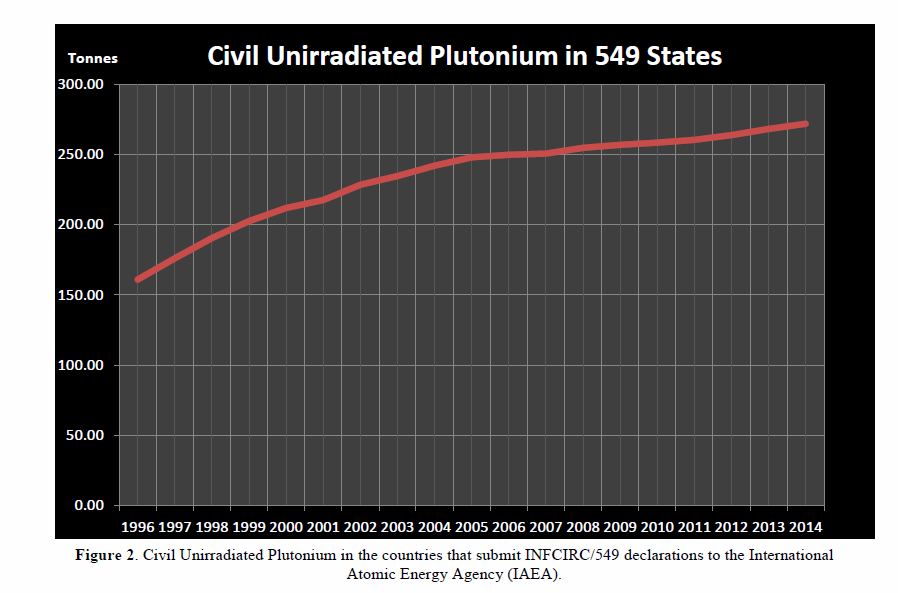 Tonnes
Civil Unirradiated Plutonium in 549 States
300.00
250.00
200.00
150.00
100.00
50.00
0.00
1996 1997 1998 1999 2000 2001 2002 2003 2004 2005 2006 2007 2008 2009 2010 2011 2012 2013 2014
Figure 2. Civil Unirradiated Plutonium in the countries that submit INFCIRC/549 declarations to the International
Atomic Energy Agency (IAEA).